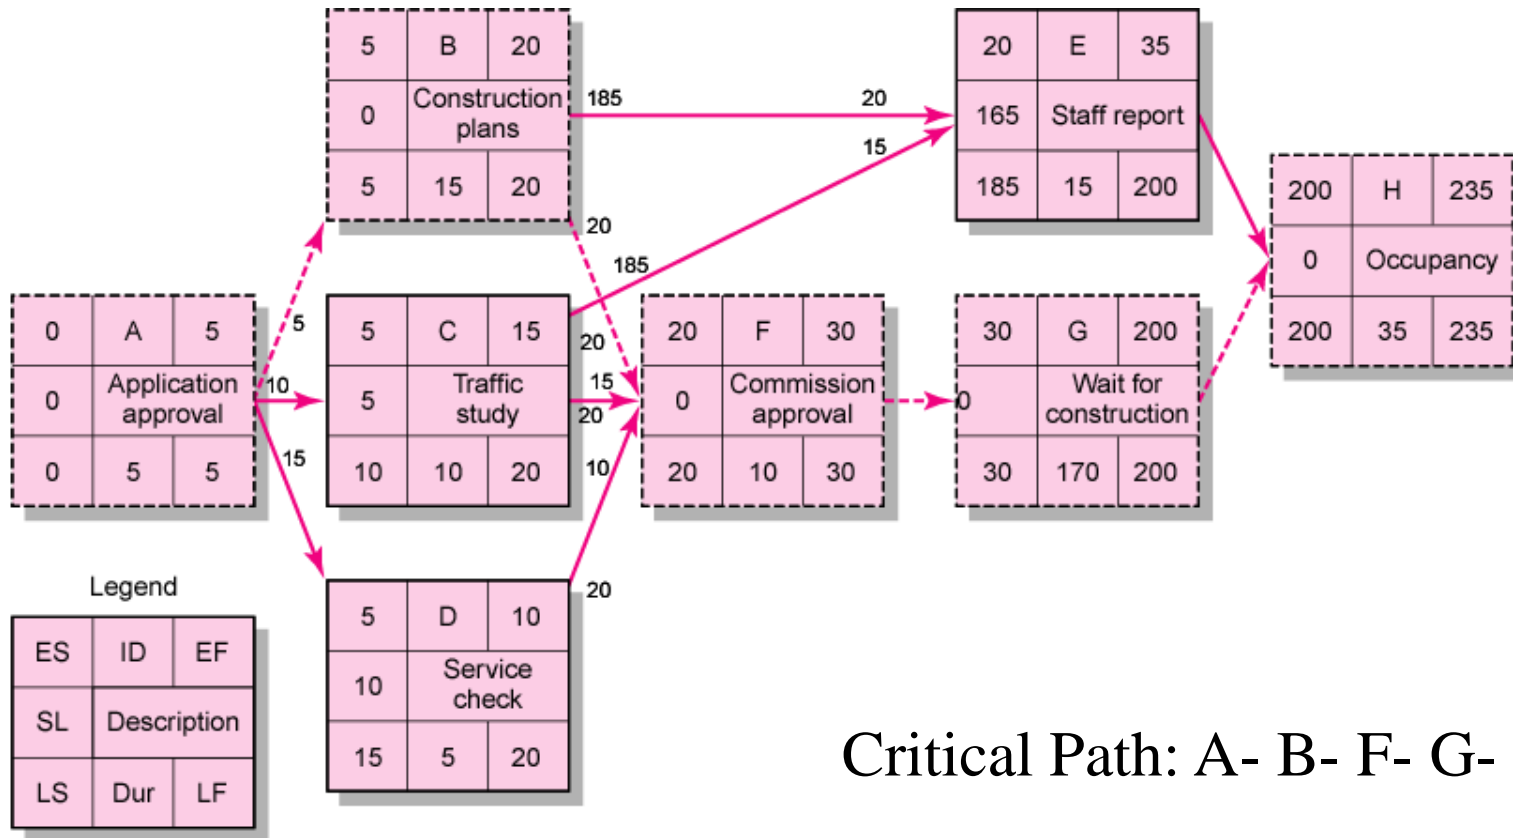 5 B 20
0 Construction
plans
5 15 20
185
20
15
20 E 35
165 Staff report
185 15 200
200 H 235
0 Occupancy
200 35 235
20
185
5
10
15
0 A 5
0 Application
approval
0 5 5
5 C 15
5 Traffic
study
10 10 20
20
15
20
10
20
20 F 30
0 Commission
approval
20 10 30
30 G 200
0 Wait for
construction
30 170 200
5 D 10
10 Service
check
15 5 20
Legend
ES ID EF
SL Description
LS Dur LF
Critical Path: A- B- F- G-